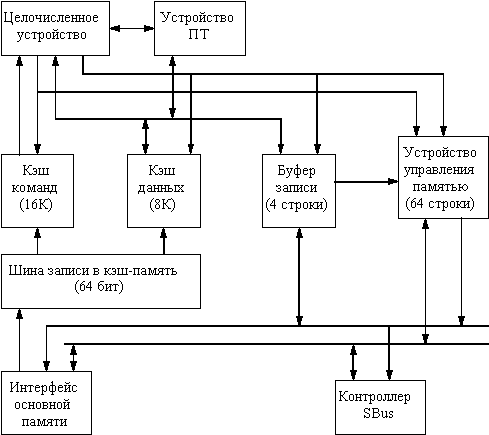 Целочисленное
устройство
Устройство
ПТ
Кэш
команд
(16К)
Кэш
данных
(8К)
Буфер
записи
(4 строки)
Устройство
управления
памятью
(64 строки)
Шина записи в кэш-память
(64 бит)
Интерфейс
основной
памяти
Контроллер
SBus